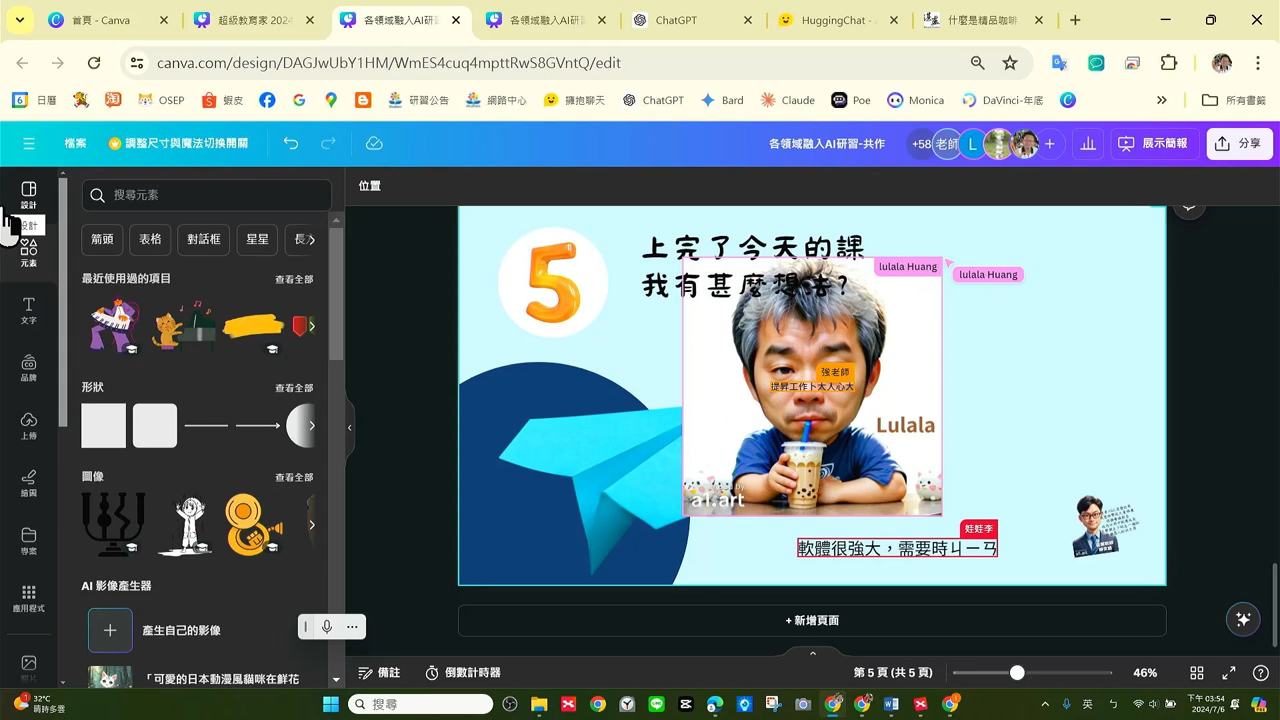 首頁 - Canva
超級教育家 2024
各領域融入AI研
各領域融入AI研
ChatGPT
HuggingChat -
什麼是精品咖啡
canva.com/design/DAGJwUbY1HM/WmES4cuq4mpttRwS8GVntQ/edit
日曆
淘
OSEP
蝦皮
研習公告
網路中心
擁抱聊天
ChatGPT
Bard
Claude
Poe
Monica
DaVinci-年底
所有書籤
檔案
調整尺寸與魔法切換開關
各領域融入AI研習-共作
+58
老師
L
展示簡報
分享
設計
設計
元素
文字
品牌
上傳
繪圖
專案
應用程式
搜尋元素
箭頭
表格
對話框
星星
最近使用過的項目
查看全部
形狀
查看全部
圖像
查看全部
AI 影像產生器
產生自己的影像
「可愛的日本動漫風貓咪在鮮花
位置
5
上完了今天的課
我有甚麼想法?
lulala Huang
lulala Huang
強老師
提昇工作卜太人心大
Lulala
a1.art
娃娃李
軟體很強大，需要時ㄐㄧㄢ
+ 新增頁面
備註
倒數計時器
第 5 頁 (共 5 頁)
46%
32°C
晴時多雲
搜尋
英
下午 03:54
2024/7/6